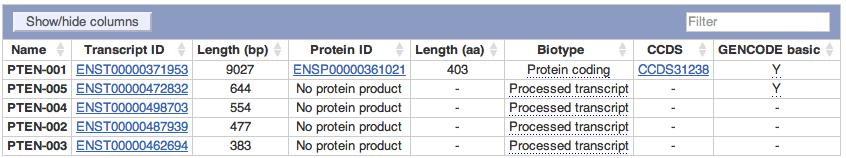 Show/hide columns Filter
Name Transcript ID Length (bp) Protein ID Length (aa) Biotype CCDS GENCODE basic
PTEN-001 ENST00000371953 9027 ENSP00000361021 403 Protein coding CCDS31238 Y
PTEN-005 ENST00000472832 644 No protein product - Processed transcript - Y
PTEN-004 ENST00000498703 554 No protein product - Processed transcript - -
PTEN-002 ENST00000487939 477 No protein product - Processed transcript - -
PTEN-003 ENST00000462694 383 No protein product - Processed transcript - -